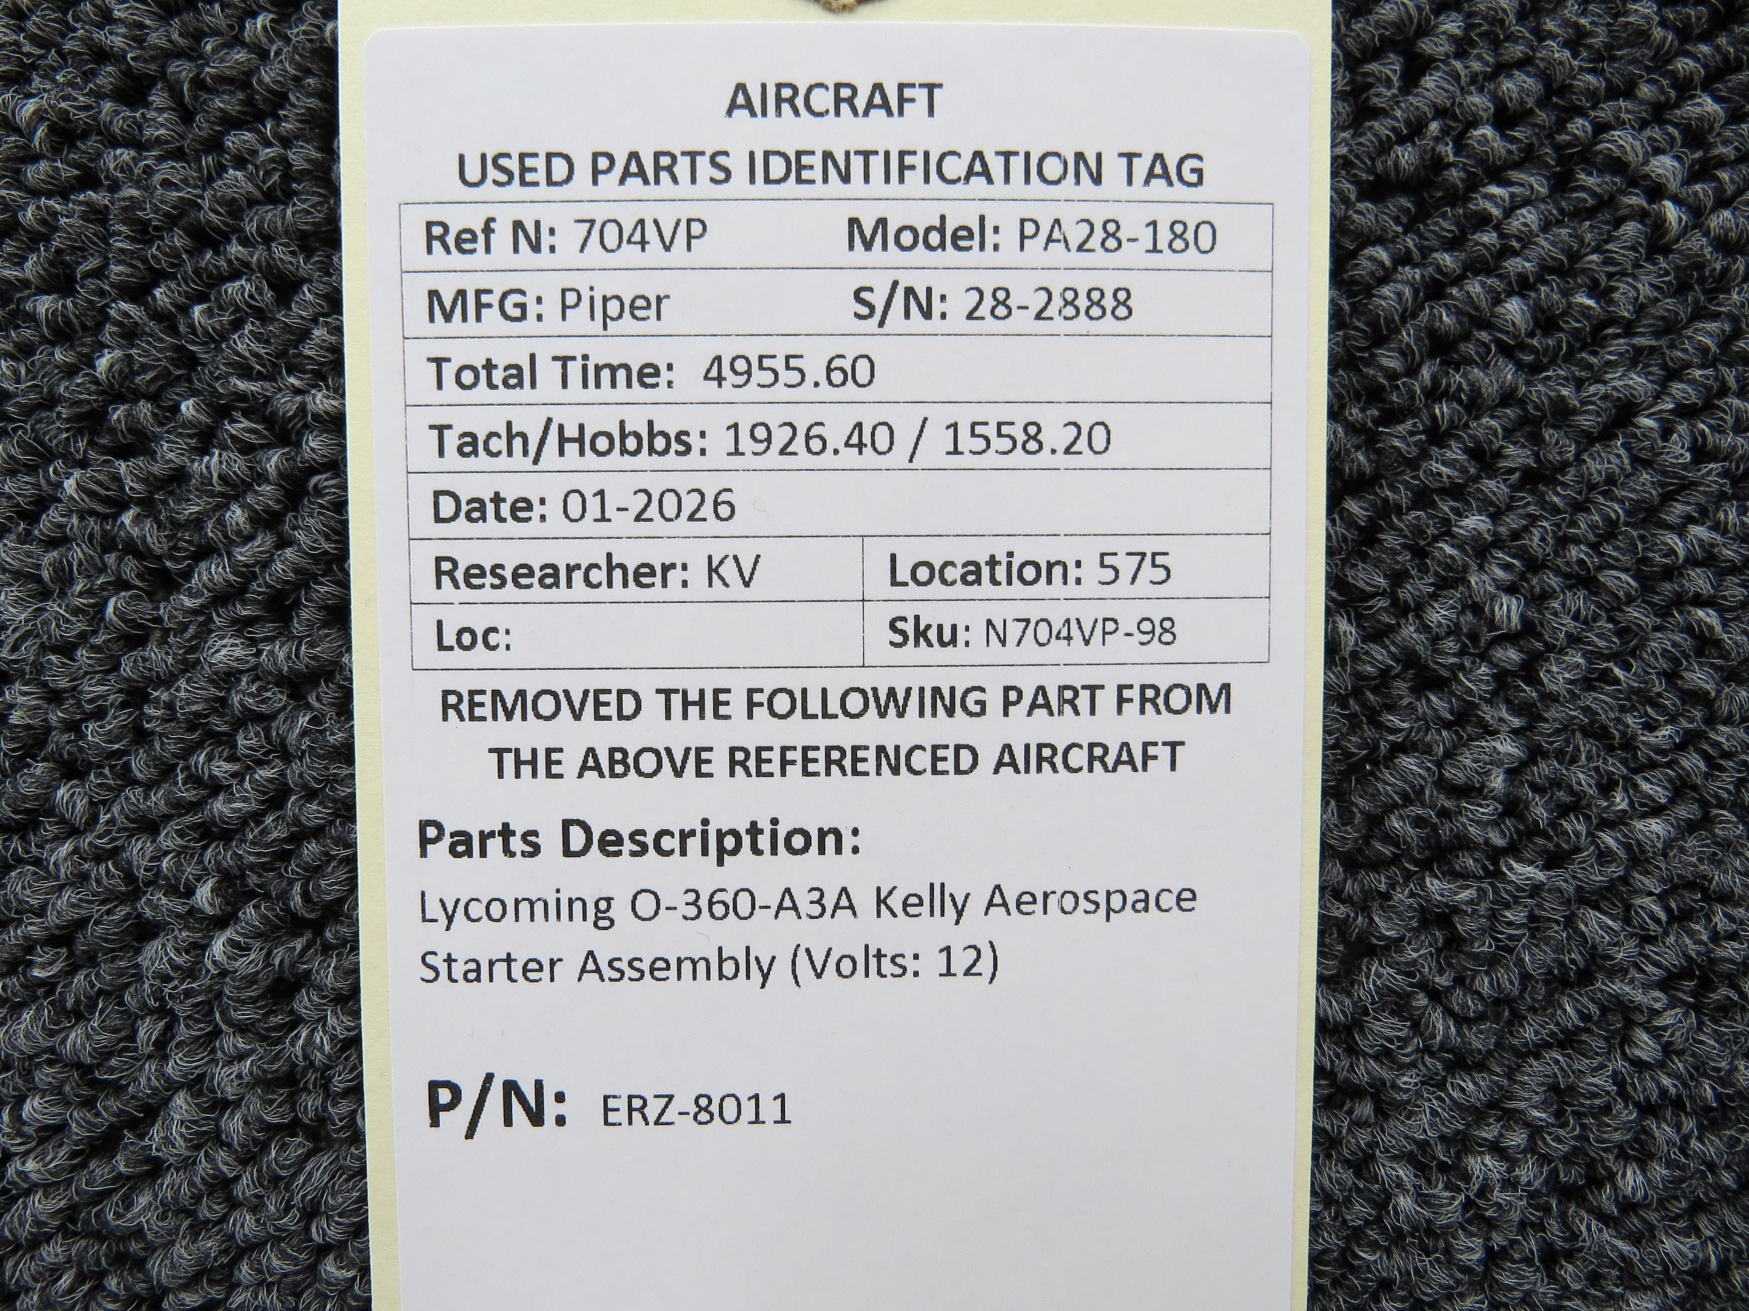 AIRCRAFT
USED PARTS IDENTIFICATION TAG
Ref N: 704VP Model: PA28-180
MFG: Piper S/N: 28-2888
Total Time: 4955.60
Tach/Hobbs: 1926.40 / 1558.20
Date: 01-2026
Researcher: KV Location: 575
Loc: Sku: N704VP-98
REMOVED THE FOLLOWING PART FROM
THE ABOVE REFERENCED AIRCRAFT
Parts Description:
Lycoming O-360-A3A Kelly Aerospace
Starter Assembly (Volts: 12)
P/N: ERZ-8011